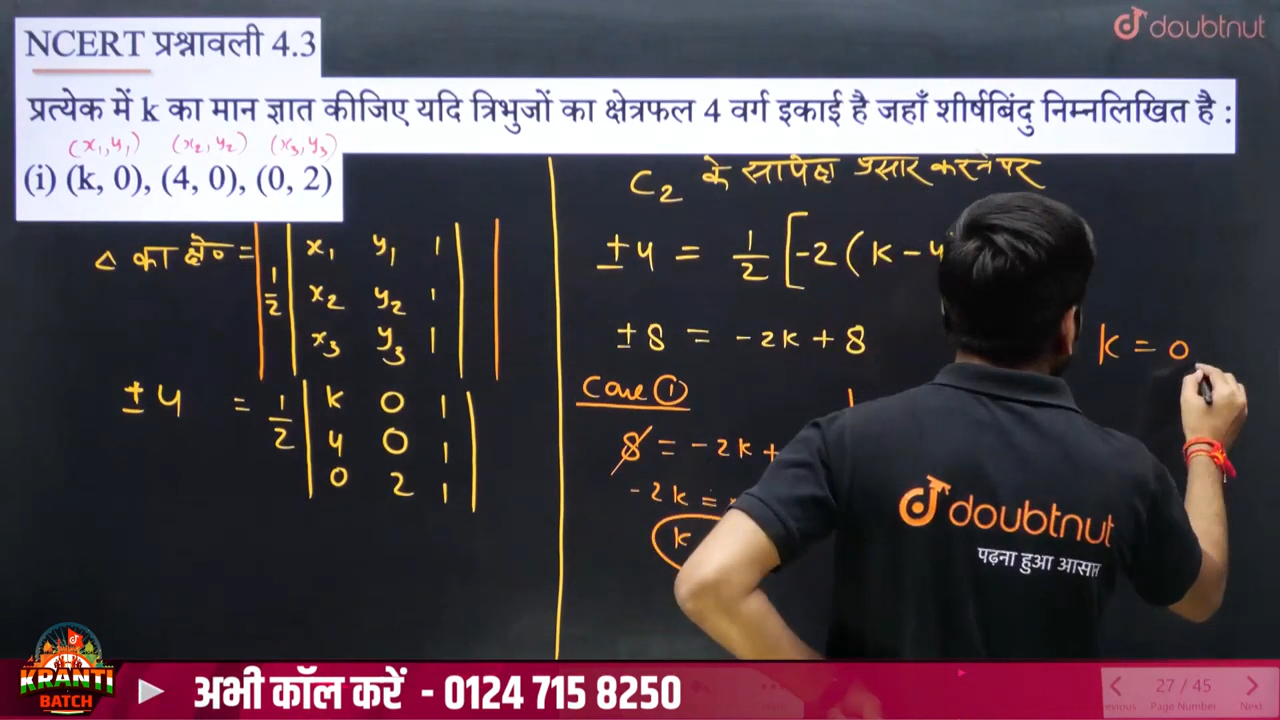 NCERT प्रश्नावली 4.3
doubtnut
प्रत्येक में k का मान ज्ञात कीजिए यदि त्रिभुजों का क्षेत्रफल 4 वर्ग इकाई है जहाँ शीर्षबिंदु निम्नलिखित है :
(x₁,y₁) (x₂,y₂) (x₃,y₃)
(i) (k, 0), (4, 0), (0, 2)
Δ का क्षे० = 1/2 | x₁ y₁ 1
x₂ y₂ 1
x₃ y₃ 1
±4 = 1/2 | k 0 1
4 0 1
0 2 1
C₂ के सापेक्ष प्रसार करने पर
±4 = 1/2 [-2(k-4
±8 = -2k+8
Case ①
8 = -2k+
-2k =
k
k = 0
doubtnut
पढ़ना हुआ आसान
KRANTI
BATCH
अभी कॉल करें - 0124 715 8250
27 / 45
Page Number
Next